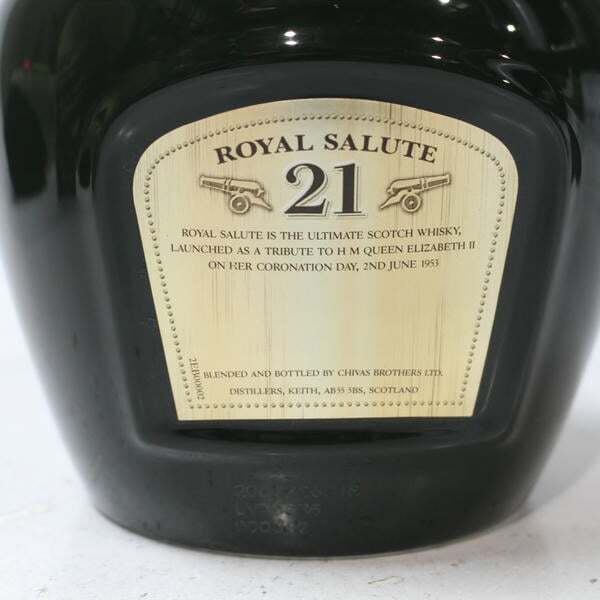 ROYAL SALUTE
21
ROYAL SALUTE IS THE ULTIMATE SCOTCH WHISKY,
LAUNCHED AS A TRIBUTE TO H M QUEEN ELIZABETH II
ON HER CORONATION DAY, 2ND JUNE 1953
BLENDED AND BOTTLED BY CHIVAS BROTHERS LTD.
DISTILLERS, KEITH, AB55 5BS, SCOTLAND